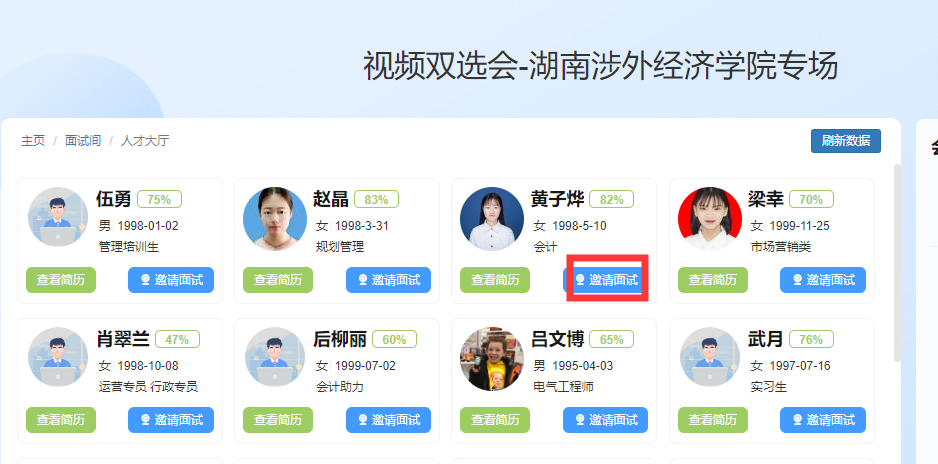 视频双选会-湖南涉外经济学院专场
主页 / 面试间 / 人才大厅
刷新数据
伍勇 75%
男 1998-01-02
管理培训生
查看简历 邀请面试
赵晶 83%
女 1998-3-31
规划管理
查看简历 邀请面试
黄子烨 82%
女 1998-5-10
会计
邀请面试
梁幸 70%
女 1999-11-25
市场营销类
查看简历 邀请面试
肖翠兰 47%
女 1998-10-08
运营专员 行政专员
查看简历 邀请面试
后柳丽 60%
女 1999-07-02
会计助力
查看简历 邀请面试
吕文博 65%
男 1995-04-03
电气工程师
查看简历 邀请面试
武月 76%
女 1997-07-16
实习生
查看简历 邀请面试